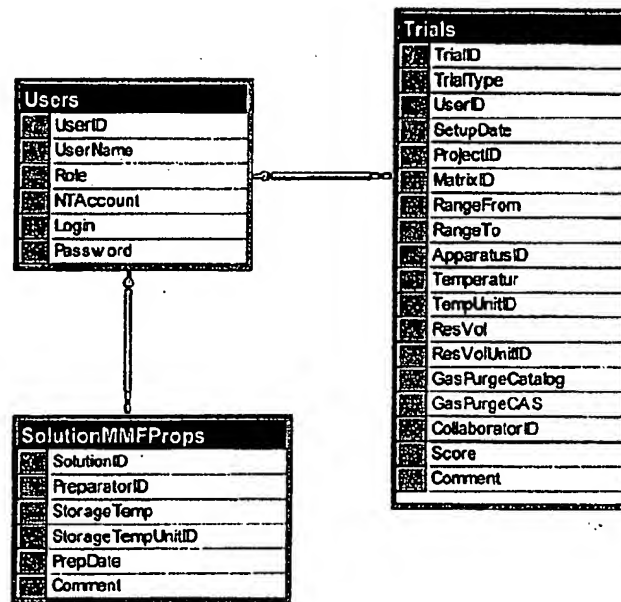 Users
UserID
UserName
Role
NTAccount
Login
Password
SolutionMMFProps
SolutionID
PreparatorID
StorageTemp
StorageTempUnitID
PrepDate
Comment
Trials
TrialID
TrialType
UserID
SetupDate
ProjectID
MatrixID
RangeFrom
RangeTo
ApparatusID
Temperatur
TempUnitID
ResVol
ResVolUnitID
GasPurgeCatalog
GasPurgeCAS
CollaboratorID
Score
Comment